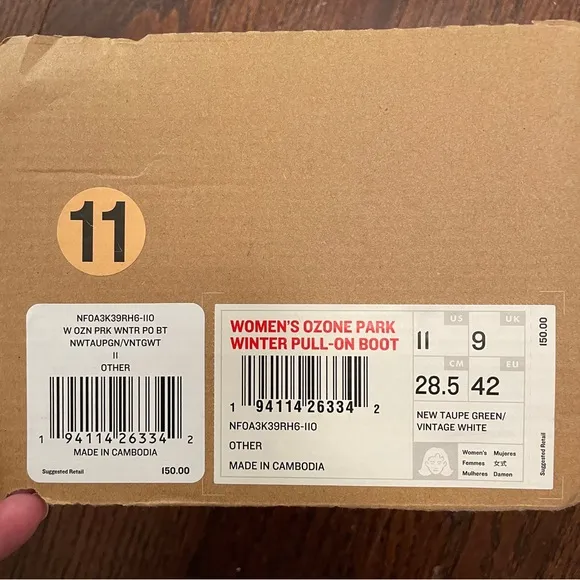 11
NF0A3K39RH6-110
W OZN PRK WNTR PO BT
NWTAUPGN/VNTGWT
11
OTHER
1 94114 26334 2
MADE IN CAMBODIA
Suggested Retail 150.00
WOMEN'S OZONE PARK
WINTER PULL-ON BOOT
1 94114 26334 2
NF0A3K39RH6-110
OTHER
MADE IN CAMBODIA
US 11
UK 9
CM 28.5
EU 42
NEW TAUPE GREEN/
VINTAGE WHITE
Women's Mujeres
Femmes 女式
Mulheres Damen
150.00
Suggested Retail